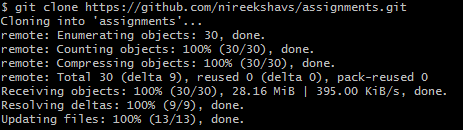 $ git clone https://github.com/nireekshavs/assignments.git
Cloning into 'assignments'...
remote: Enumerating objects: 30, done.
remote: Counting objects: 100% (30/30), done.
remote: Compressing objects: 100% (30/30), done.
remote: Total 30 (delta 9), reused 0 (delta 0), pack-reused 0
Receiving objects: 100% (30/30), 28.16 MiB | 395.00 KiB/s, done.
Resolving deltas: 100% (9/9), done.
Updating files: 100% (13/13), done.